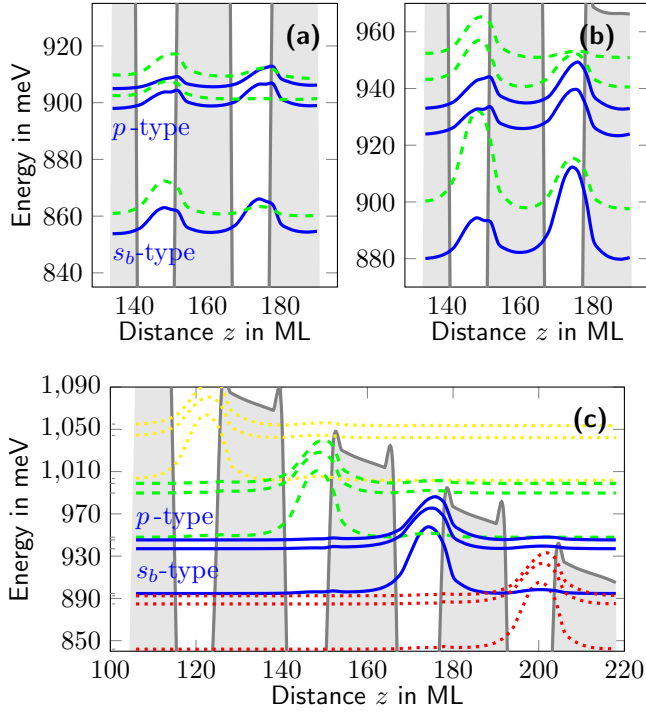 (a)
Energy in meV
920
900
880
860
840
p-type
s_b-type
140
160
180
Distance z in ML
(b)
960
940
920
900
880
140
160
180
Distance z in ML
(c)
Energy in meV
1,090
1,050
1,010
970
930
890
850
p-type
s_b-type
100
120
140
160
180
200
220
Distance z in ML